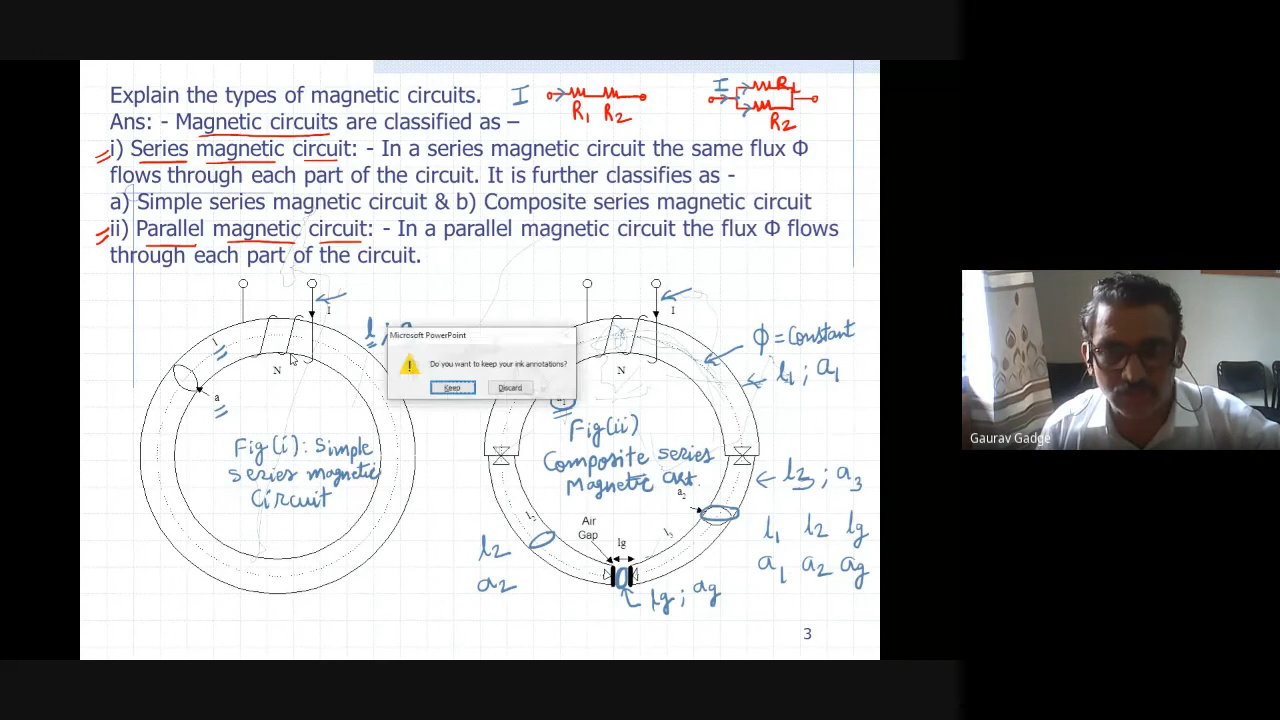 Explain the types of magnetic circuits.
I
R1 R2
I
R1
R2
Ans: - Magnetic circuits are classified as –
i) Series magnetic circuit: - In a series magnetic circuit the same flux Φ
flows through each part of the circuit. It is further classifies as -
a) Simple series magnetic circuit & b) Composite series magnetic circuit
ii) Parallel magnetic circuit: - In a parallel magnetic circuit the flux Φ flows
through each part of the circuit.
I
I
l ;
Microsoft PowerPoint
Do you want to keep your ink annotations?
Keep Discard
Φ = Constant
l1 ; a1
N
N
l
a
a1
Fig(i): Simple
series magnetic
Circuit
Fig(ii)
Composite series
Magnetic ckt.
a2
l3 ; a3
l2
l3
Air
Gap
lg
l2
a2
l1 l2 lg
a1 a2 ag
lg ; ag
3
Gaurav Gadge